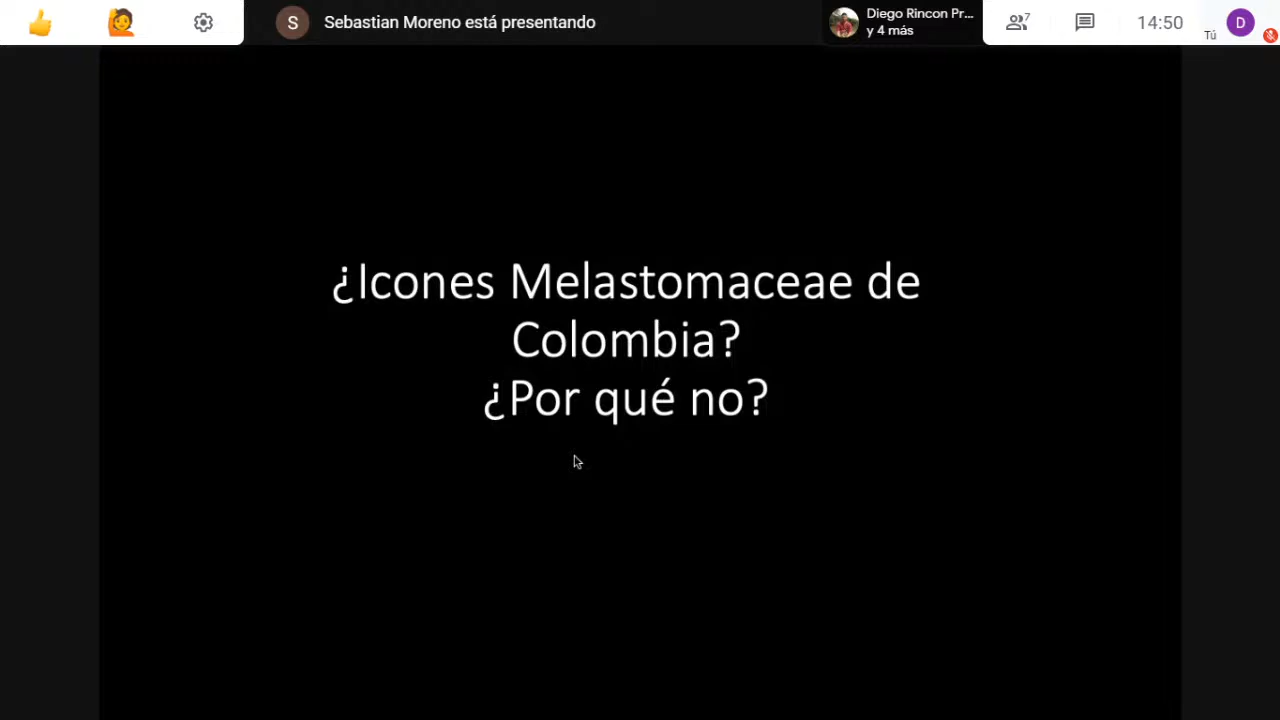 S Sebastian Moreno está presentando
Diego Rincon Pr...
y 4 más
7
14:50
Tú
D
¿Icones Melastomaceae de
Colombia?
¿Por qué no?